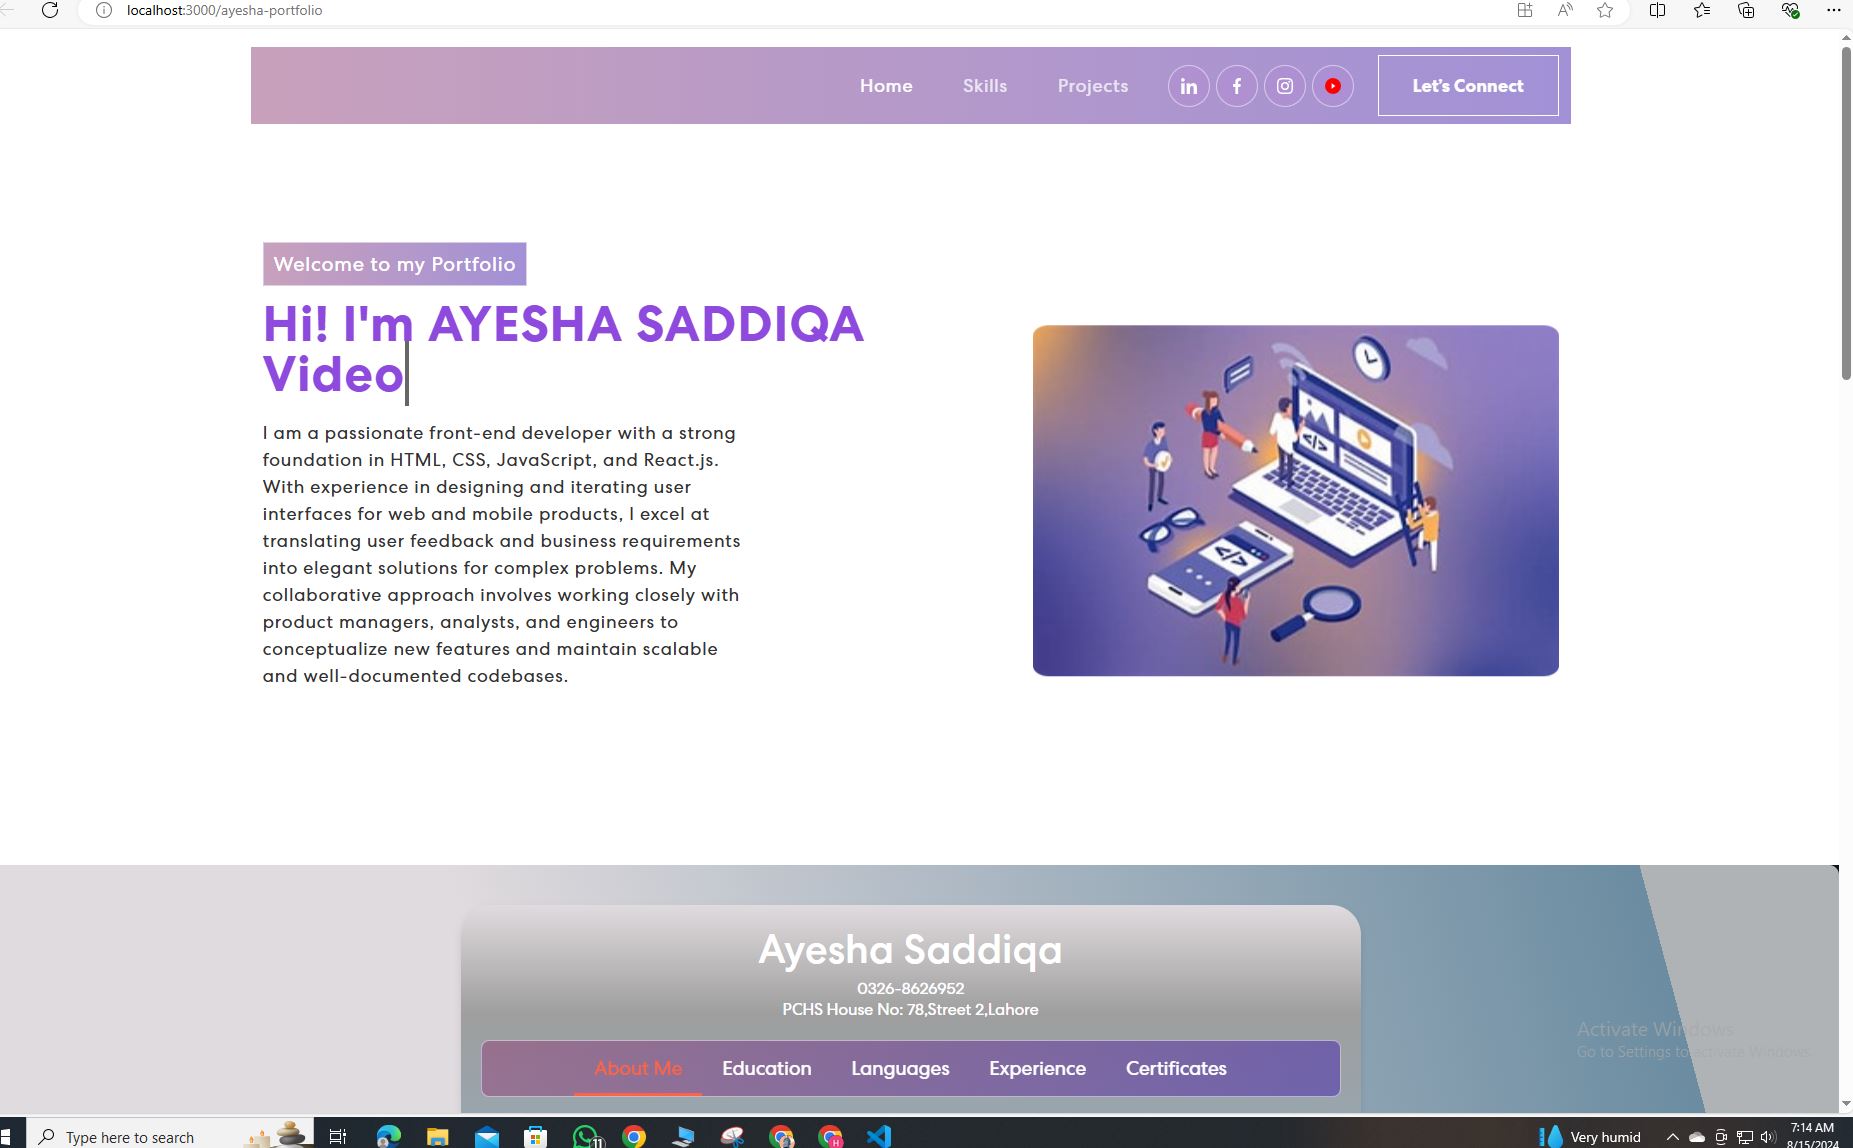 localhost:3000/ayesha-portfolio
Home Skills Projects Let's Connect
Welcome to my Portfolio
Hi! I'm AYESHA SADDIQA
Video
I am a passionate front-end developer with a strong
foundation in HTML, CSS, JavaScript, and React.js.
With experience in designing and iterating user
interfaces for web and mobile products, I excel at
translating user feedback and business requirements
into elegant solutions for complex problems. My
collaborative approach involves working closely with
product managers, analysts, and engineers to
conceptualize new features and maintain scalable
and well-documented codebases.
Ayesha Saddiqa
0326-8626952
PCHS House No: 78,Street 2,Lahore
About Me Education Languages Experience Certificates
Activate Windows
Go to Settings to activate Windows.
Type here to search
11
Very humid
7:14 AM
8/15/2024